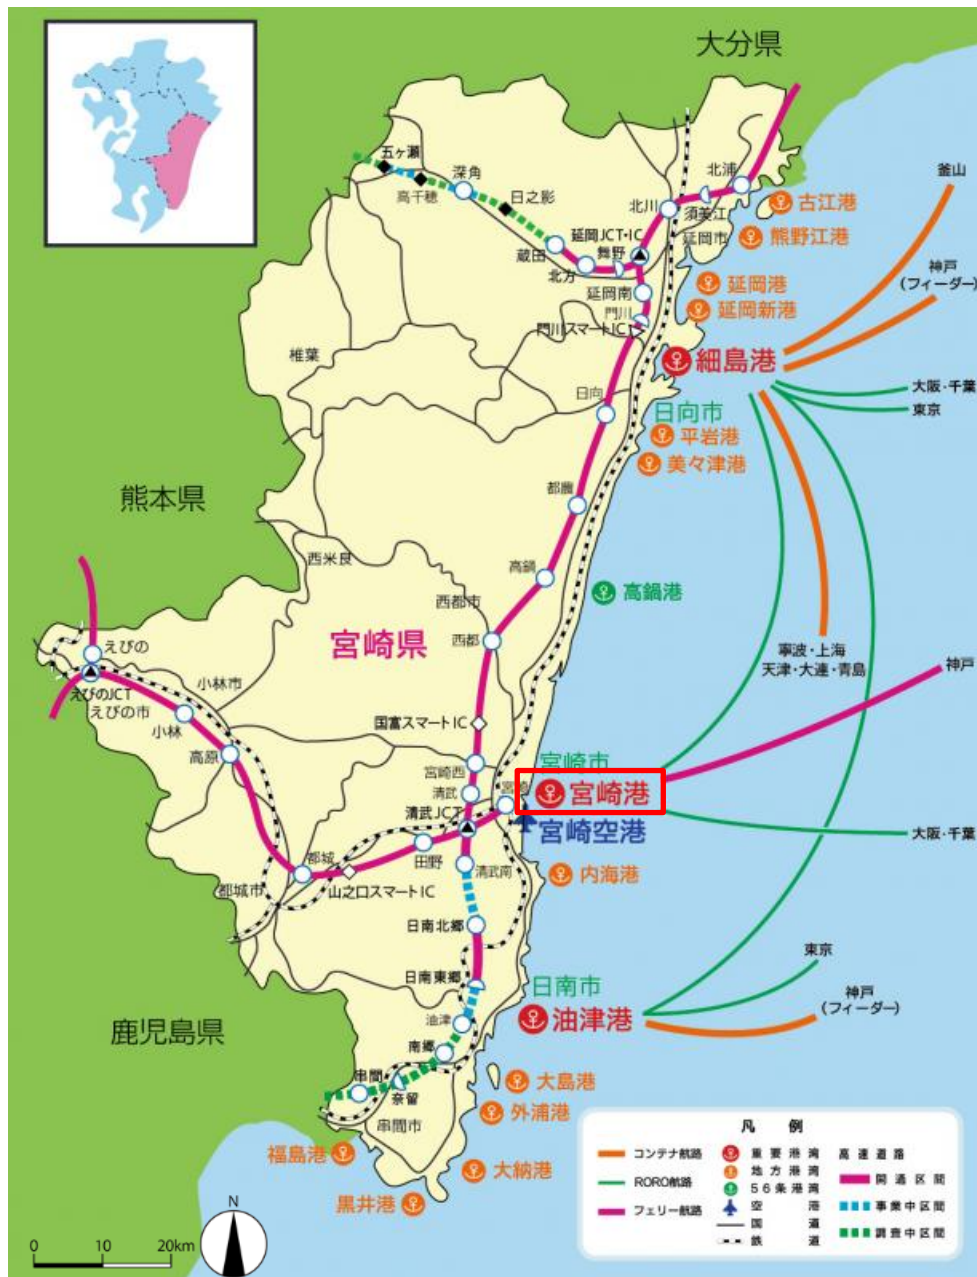 大分県
五ヶ瀬
高千穂
深角
日之影
蔵田
北方
延岡JCT・IC
舞野
北川
須美江
北浦
延岡市
古江港
熊野江港
釜山
神戸
(フィーダー)
延岡南
延岡港
門川
延岡新港
門川スマートIC
細島港
椎葉
日向
日向市
平岩港
美々津港
大阪・千葉
東京
熊本県
都農
西米良
高鍋
高鍋港
西都市
西都
宮崎県
寧波・上海
天津・大連・青島
神戸
えびの
えびのJCT
えびの市
小林市
小林
高原
国富スマートIC
宮崎西
清武
宮崎
宮崎市
宮崎港
清武JCT
宮崎空港
大阪・千葉
都城
田野
清武南
内海港
都城市
山之口スマートIC
日南北郷
日南東郷
日南市
東京
油津
油津港
神戸
(フィーダー)
鹿児島県
南郷
串間
奈留
大島港
串間市
外浦港
福島港
大納港
黒井港
N
0 10 20km
凡例
コンテナ航路
RORO航路
フェリー航路
重要港湾
地方港湾
56条港湾
空港
国道
鉄道
高速道路
開通区間
事業中区間
調査中区間